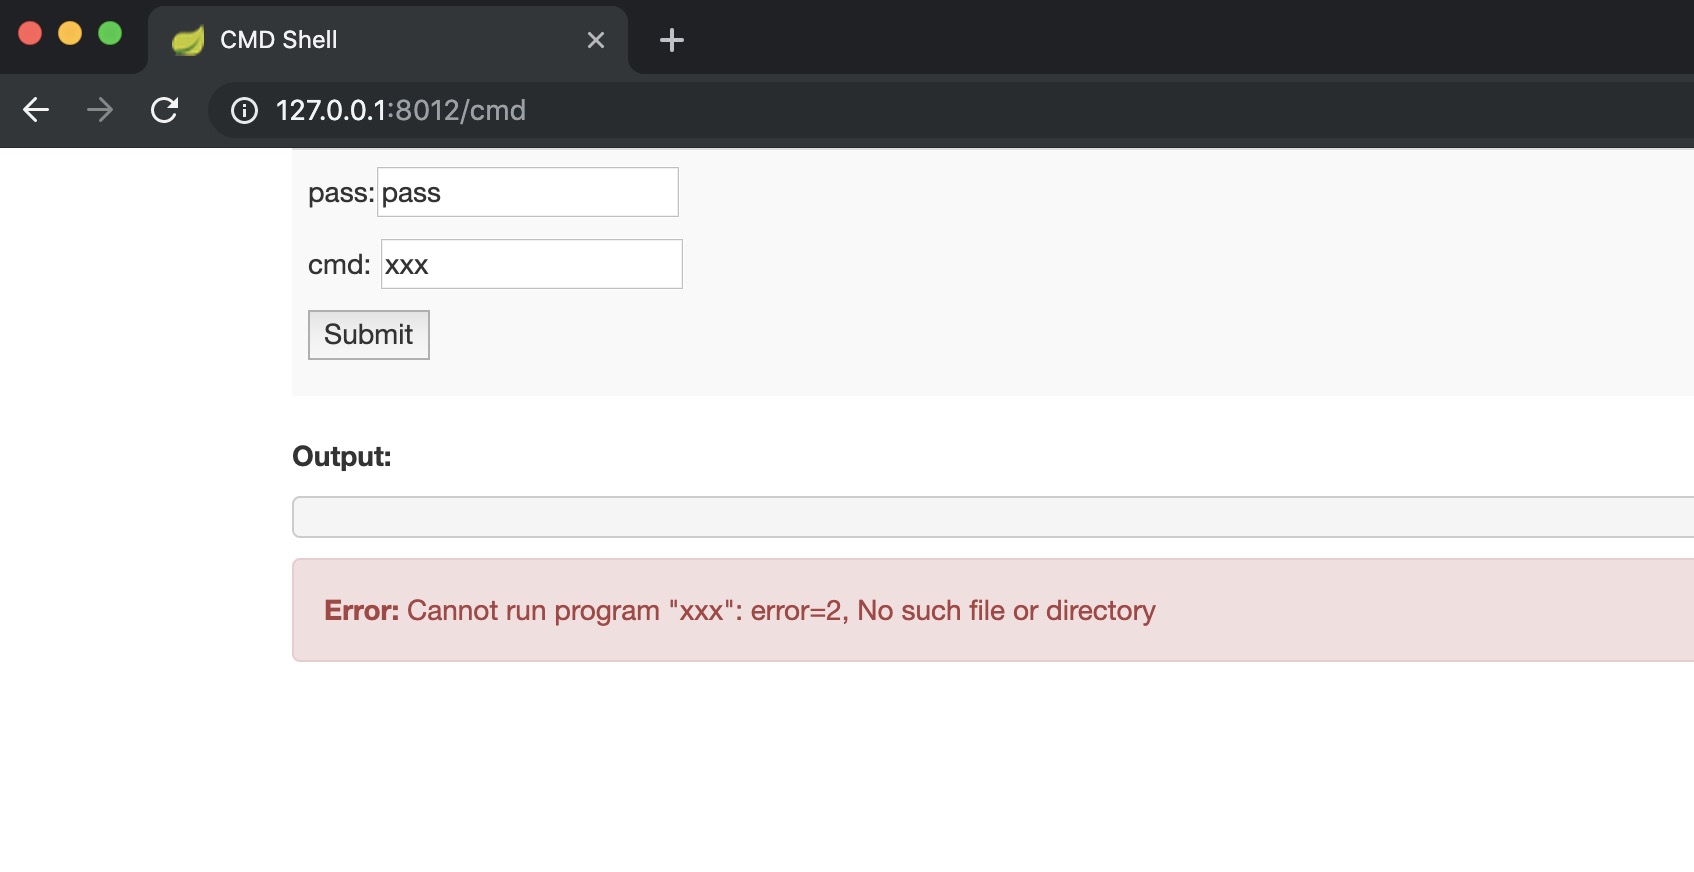 CMD Shell
127.0.0.1:8012/cmd
pass: pass
cmd: xxx
Submit
Output:
Error: Cannot run program "xxx": error=2, No such file or directory